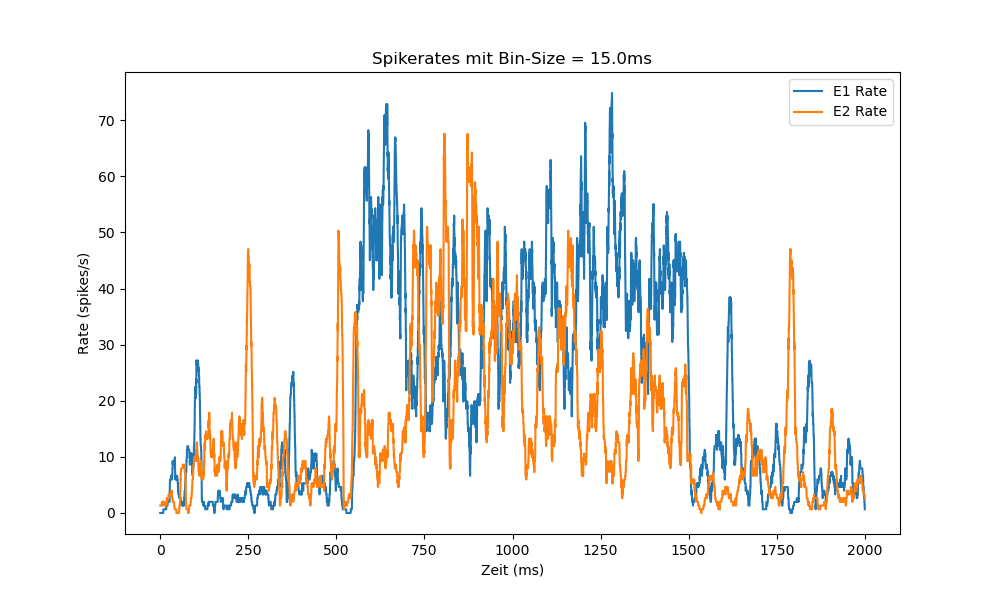 Spikerates mit Bin-Size = 15.0ms
E1 Rate
E2 Rate
70
60
50
40
30
20
10
0
Rate (spikes/s)
0 250 500 750 1000 1250 1500 1750 2000
Zeit (ms)